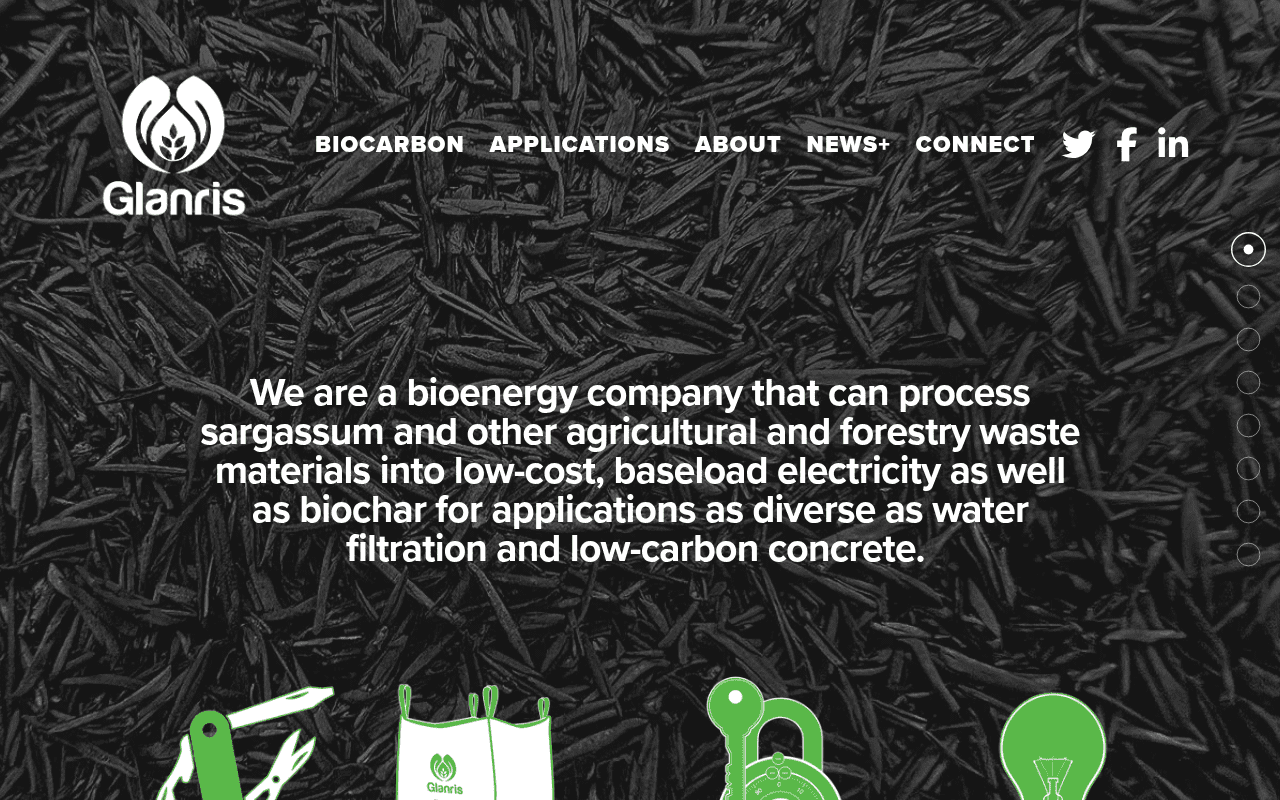 Glanris
BIOCARBON APPLICATIONS ABOUT NEWS+ CONNECT
We are a bioenergy company that can process
sargassum and other agricultural and forestry waste
materials into low-cost, baseload electricity as well
as biochar for applications as diverse as water
filtration and low-carbon concrete.
Glanris